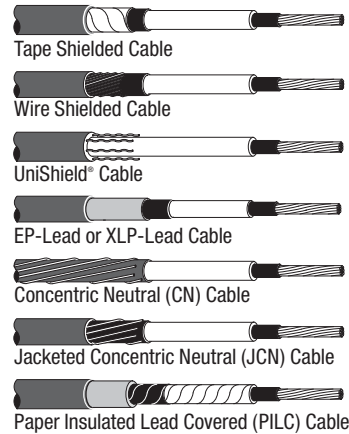 Tape Shielded Cable
Wire Shielded Cable
UniShield® Cable
EP-Lead or XLP-Lead Cable
Concentric Neutral (CN) Cable
Jacketed Concentric Neutral (JCN) Cable
Paper Insulated Lead Covered (PILC) Cable